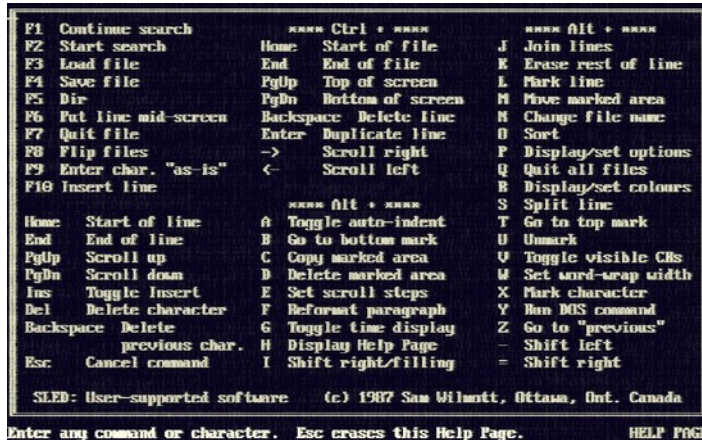 F1 Continue search
F2 Start search
F3 Load file
F4 Save file
F5 Dir
F6 Put line mid-screen
F7 Quit file
F8 Flip files
F9 Enter char. "as-is"
F10 Insert line
Home Start of line
End End of line
PgUp Scroll up
PgDn Scroll down
Ins Toggle Insert
Del Delete character
Backspace Delete
previous char.
Esc Cancel command
**** Ctrl + ****
Home Start of file
End End of file
PgUp Top of screen
PgDn Bottom of screen
Backspace Delete line
Enter Duplicate line
-> Scroll right
<- Scroll left
**** Alt + ****
A Toggle auto-indent
B Go to bottom mark
C Copy marked area
D Delete marked area
E Set scroll steps
F Reformat paragraph
G Toggle time display
H Display Help Page
I Shift right/filling
**** Alt + ****
J Join lines
K Erase rest of line
L Mark line
M Move marked area
N Change file name
O Sort
P Display/set options
Q Quit all files
R Display/set colours
S Split line
T Go to top mark
U Unmark
V Toggle visible CRs
W Set word-wrap width
X Mark character
Y Run DOS command
Z Go to "previous"
- Shift left
= Shift right
SLED: User-supported software (c) 1987 Sam Wilmott, Ottawa, Ont. Canada
Enter any command or character. Esc erases this Help Page. HELP PAGE